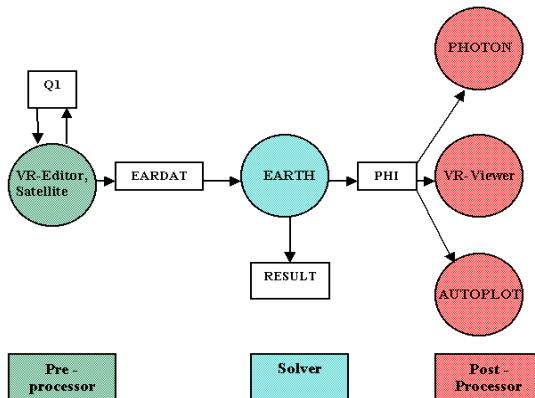 PHOTON
Q1
VR-Editor,
Satellite
EARDAT
EARTH
PHI
VR-Viewer
RESULT
AUTOPLOT
Pre -
processor
Solver
Post -
Processor